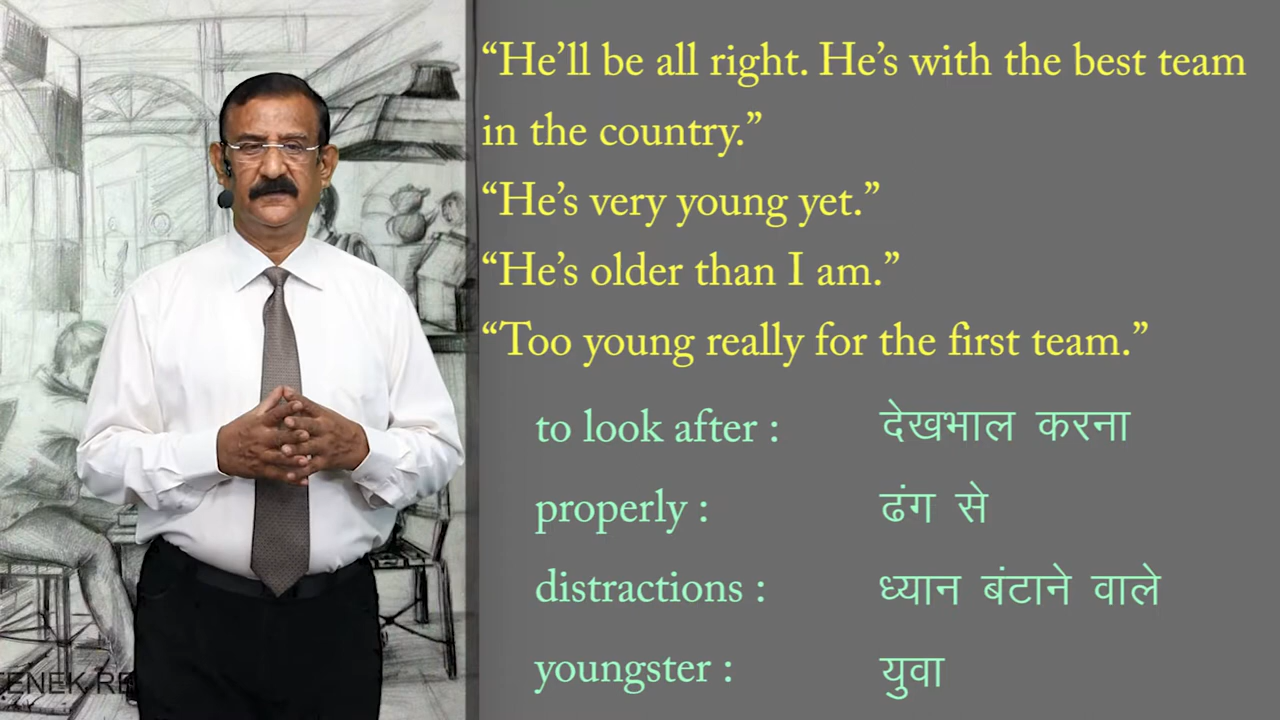 “He’ll be all right. He’s with the best team
in the country.”
“He’s very young yet.”
“He’s older than I am.”
“Too young really for the first team.”
to look after : देखभाल करना
properly : ढंग से
distractions : ध्यान बंटाने वाले
youngster : युवा